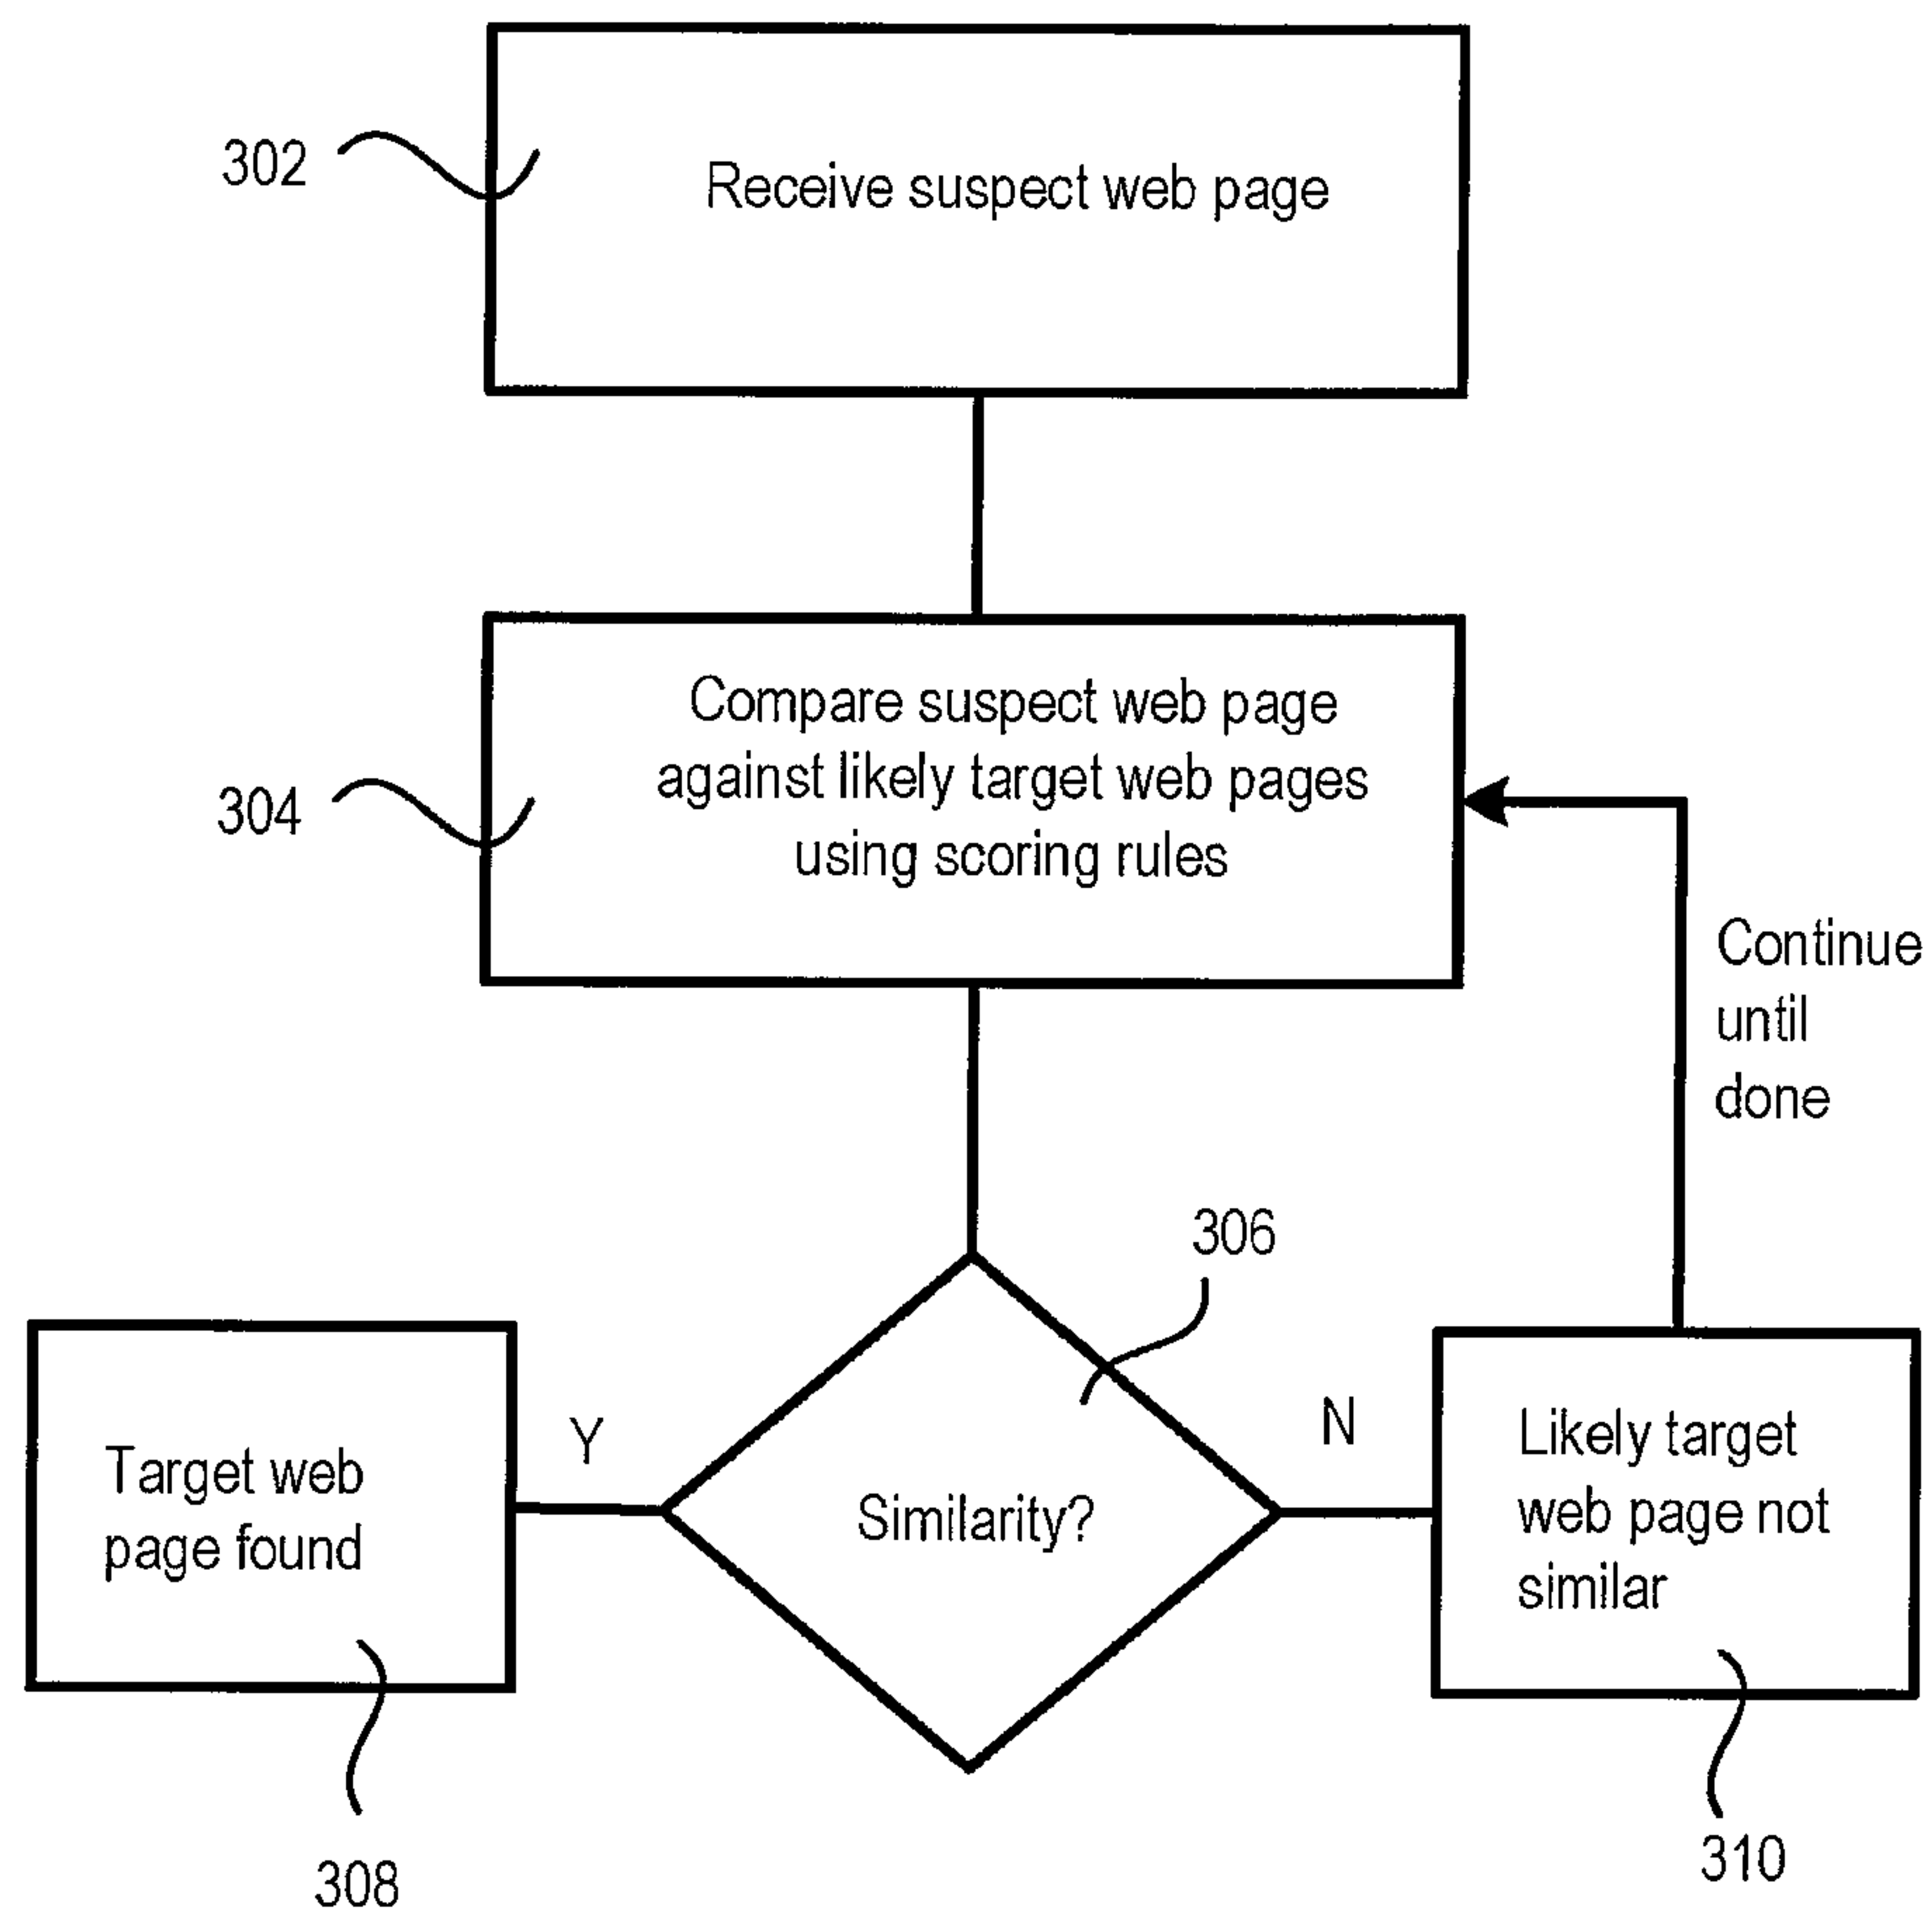 302
Receive suspect web page
304
Compare suspect web page
against likely target web pages
using scoring rules
Continue
until
done
306
Y
N
Target web
page found
Similarity?
Likely target
web page not
similar
308
310